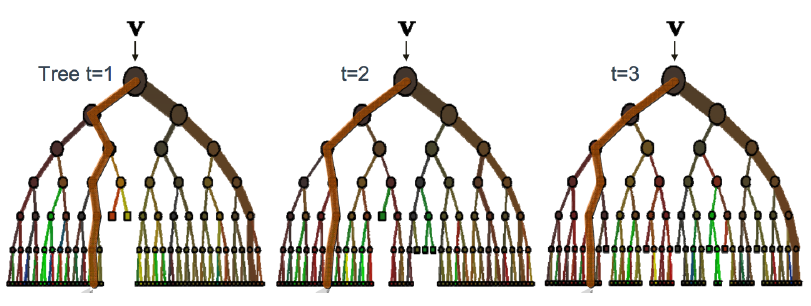 v
v
v
Tree t=1
t=2
t=3